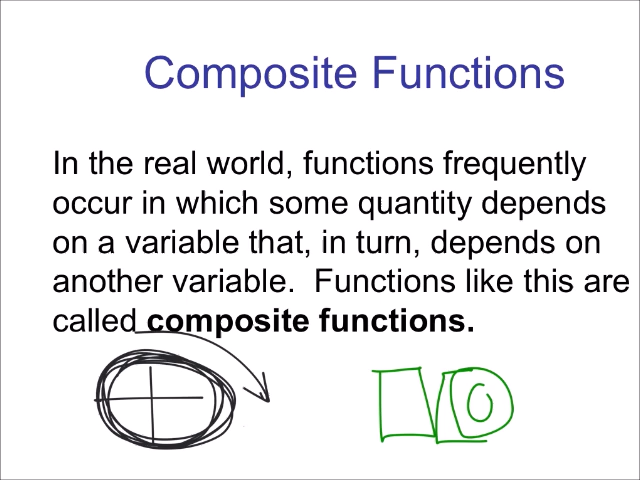 Composite Functions
In the real world, functions frequently
occur in which some quantity depends
on a variable that, in turn, depends on
another variable.  Functions like this are
called composite functions.